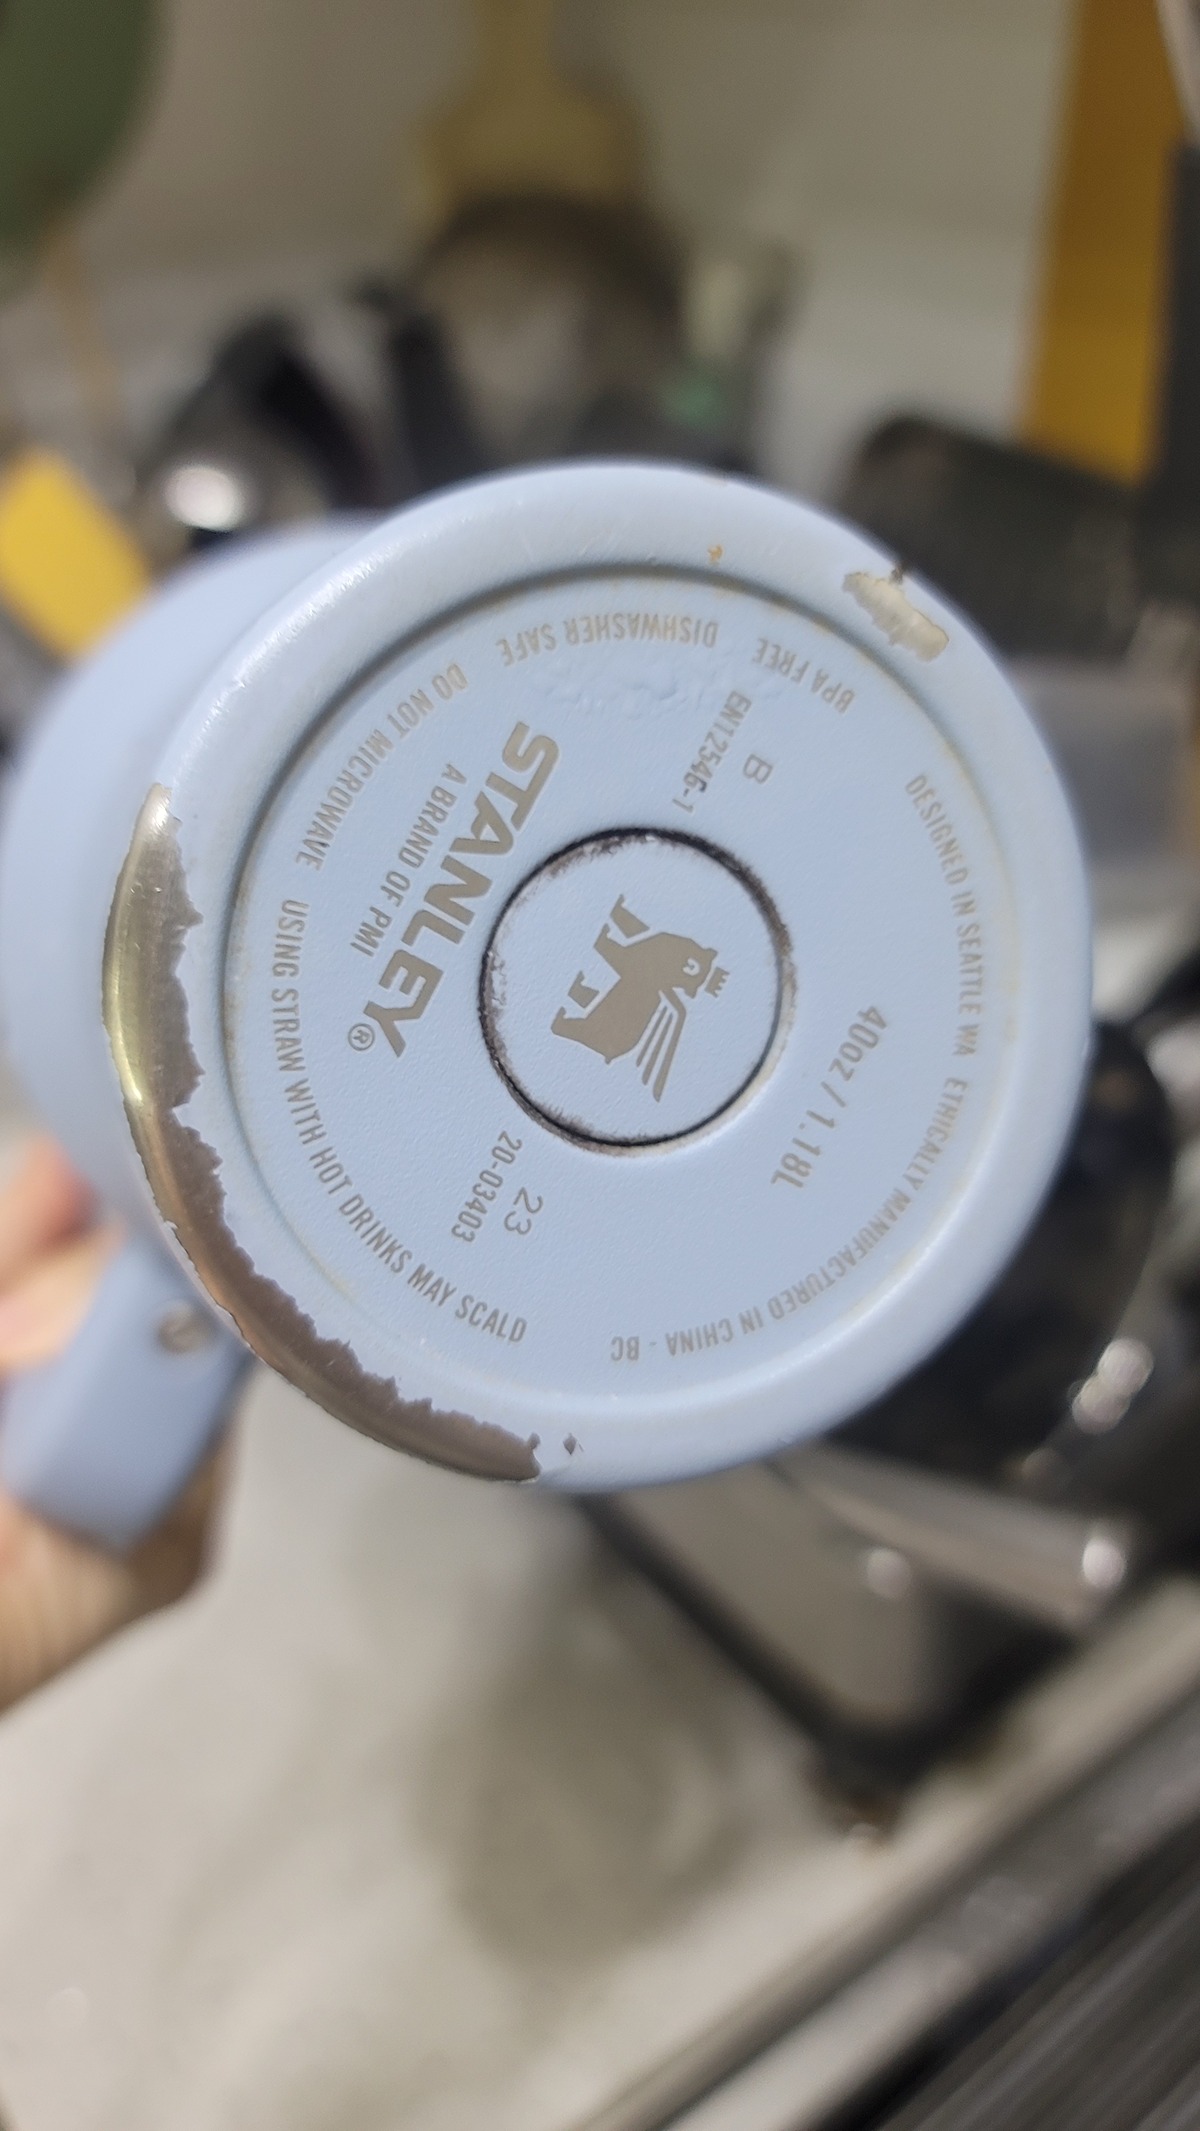 STANLEY®
A BRAND OF PMI
B
EN12546-1
23
20-03403
40oz / 1.18L
DO NOT MICROWAVE
DISHWASHER SAFE
BPA FREE
DESIGNED IN SEATTLE WA
ETHICALLY MANUFACTURED IN CHINA - BC
USING STRAW WITH HOT DRINKS MAY SCALD